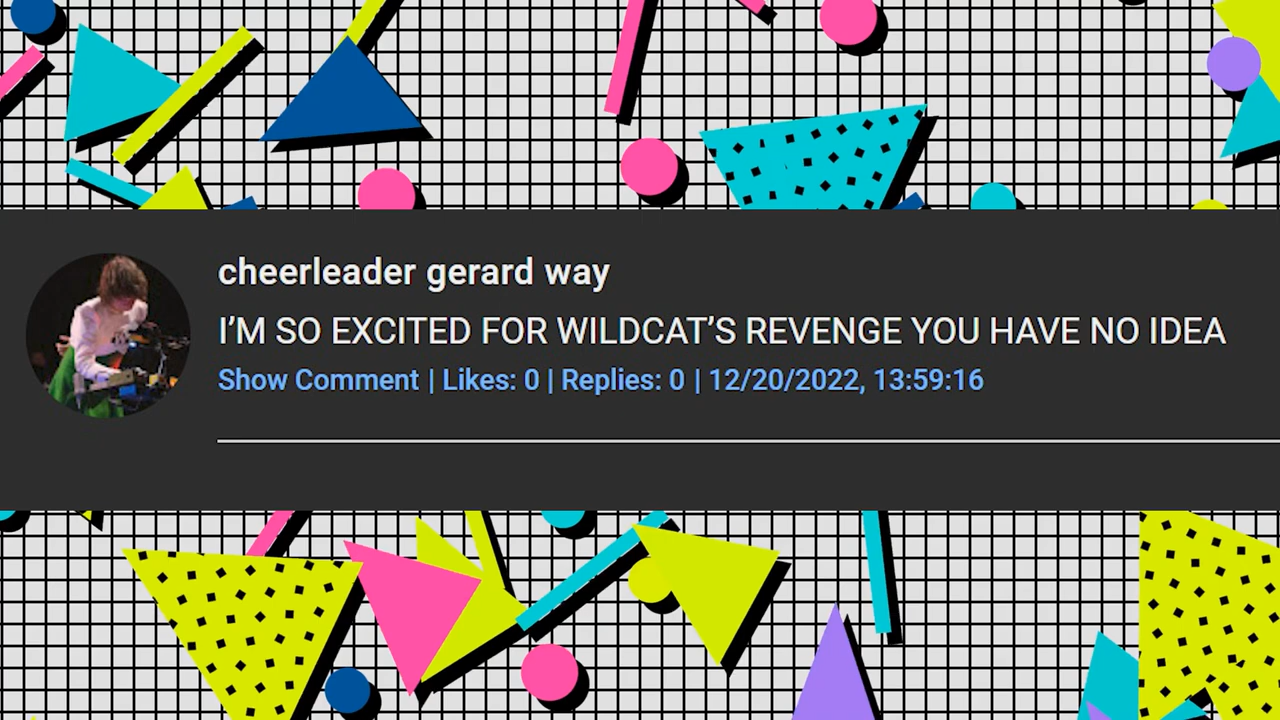 cheerleader gerard way
I’M SO EXCITED FOR WILDCAT’S REVENGE YOU HAVE NO IDEA
Show Comment | Likes: 0 | Replies: 0 | 12/20/2022, 13:59:16